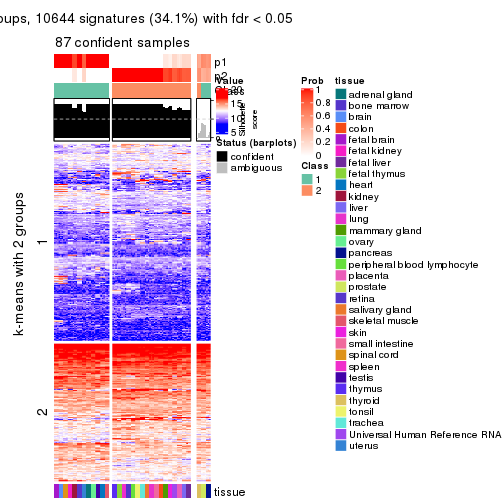 oups, 10644 signatures (34.1%) with fdr < 0.05
87 confident samples
p1
p2
Class
Silhouette
score
k-means with 2 groups
1
2
tissue
Value
15
10
5
Status (barplots)
confident
ambiguous
Prob
1
0.8
0.6
0.4
0.2
0
Class
1
2
tissue
adrenal gland
bone marrow
brain
colon
fetal brain
fetal kidney
fetal liver
fetal thymus
heart
kidney
liver
lung
mammary gland
ovary
pancreas
peripheral blood lymphocyte
placenta
prostate
retina
salivary gland
skeletal muscle
skin
small intestine
spinal cord
spleen
testis
thymus
thyroid
tonsil
trachea
Universal Human Reference RNA
uterus